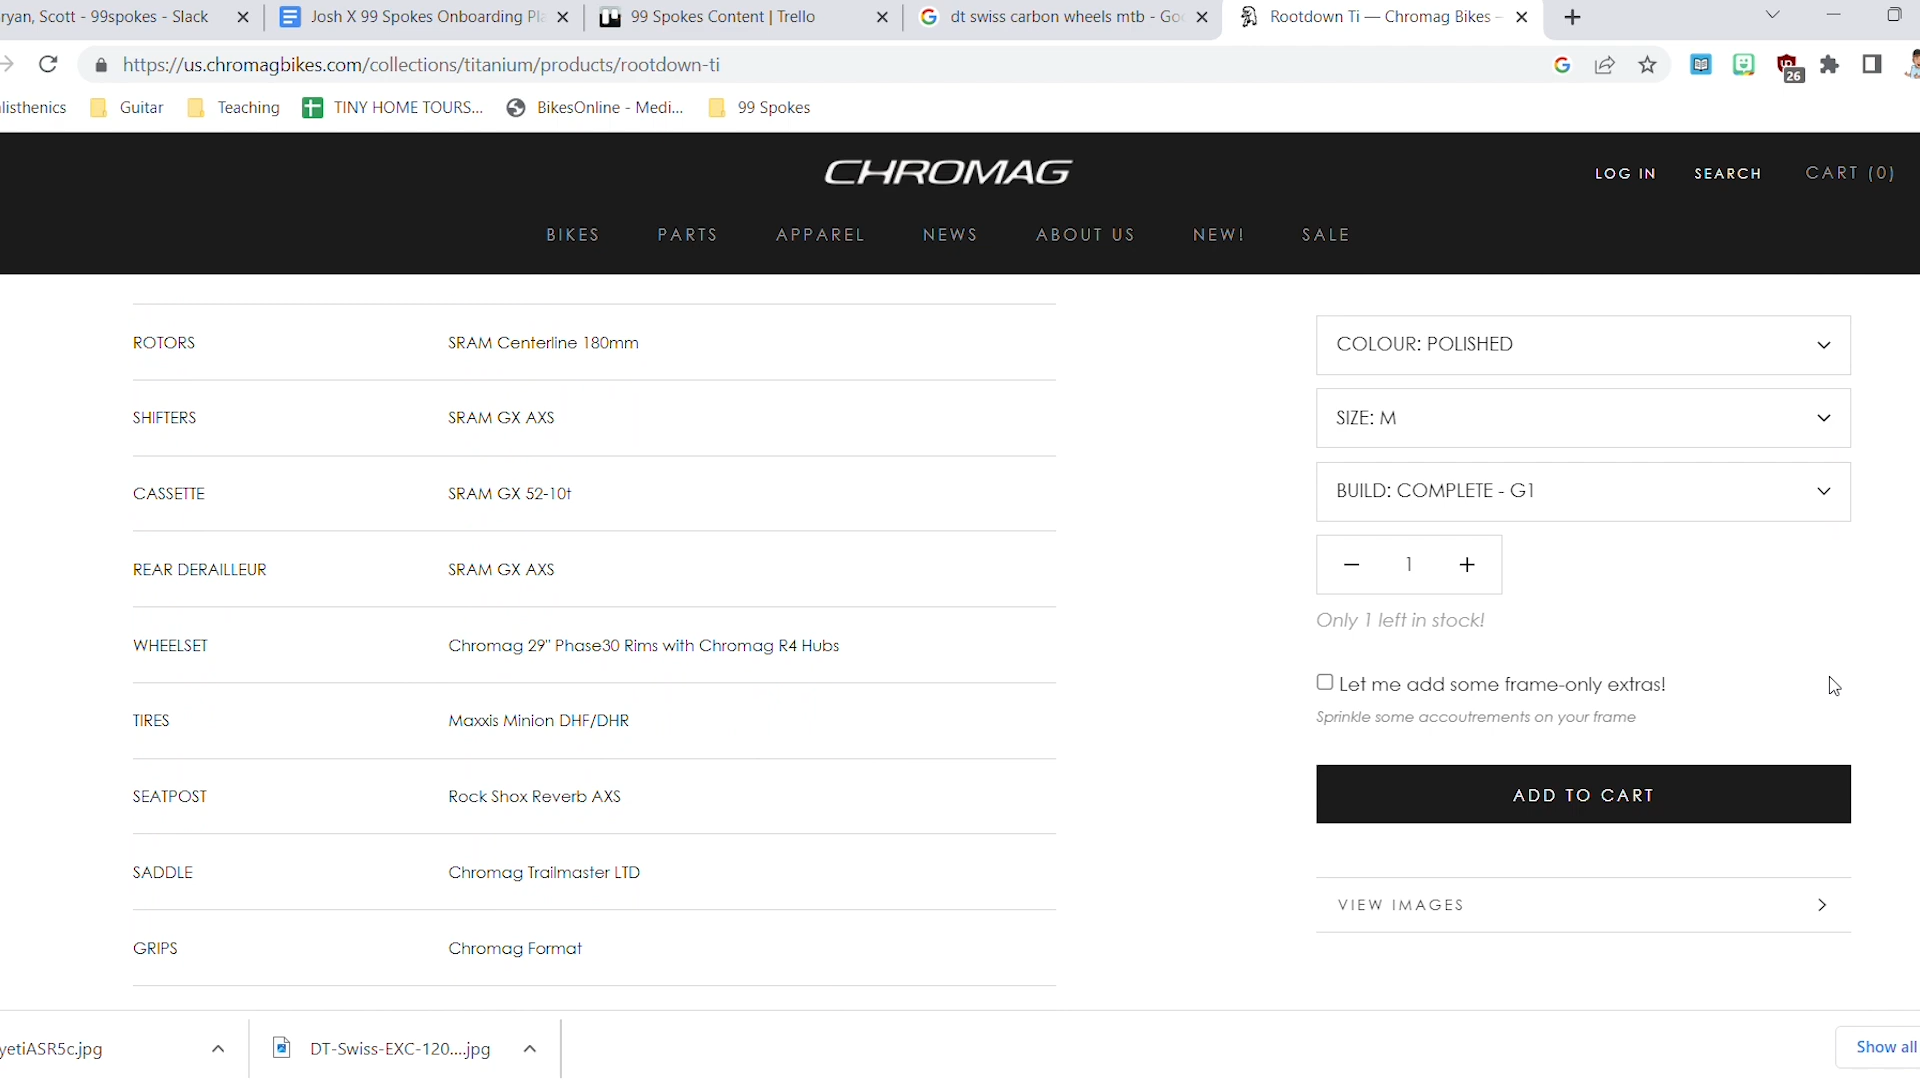 ryan, Scott - 99spokes - Slack
Josh X 99 Spokes Onboarding Pla
99 Spokes Content | Trello
dt swiss carbon wheels mtb - Goo
Rootdown Ti — Chromag Bikes –
https://us.chromagbikes.com/collections/titanium/products/rootdown-ti
26
listhenics
Guitar
Teaching
TINY HOME TOURS...
BikesOnline - Medi...
99 Spokes
CHROMAG
LOG IN
SEARCH
CART (0)
BIKES
PARTS
APPAREL
NEWS
ABOUT US
NEW!
SALE
ROTORS SRAM Centerline 180mm
SHIFTERS SRAM GX AXS
CASSETTE SRAM GX 52-10t
REAR DERAILLEUR SRAM GX AXS
WHEELSET Chromag 29" Phase30 Rims with Chromag R4 Hubs
TIRES Maxxis Minion DHF/DHR
SEATPOST Rock Shox Reverb AXS
SADDLE Chromag Trailmaster LTD
GRIPS Chromag Format
COLOUR: POLISHED
SIZE: M
BUILD: COMPLETE - G1
− 1 +
Only 1 left in stock!
Let me add some frame-only extras!
Sprinkle some accoutrements on your frame
ADD TO CART
VIEW IMAGES
yetiASR5c.jpg
DT-Swiss-EXC-120....jpg
Show all